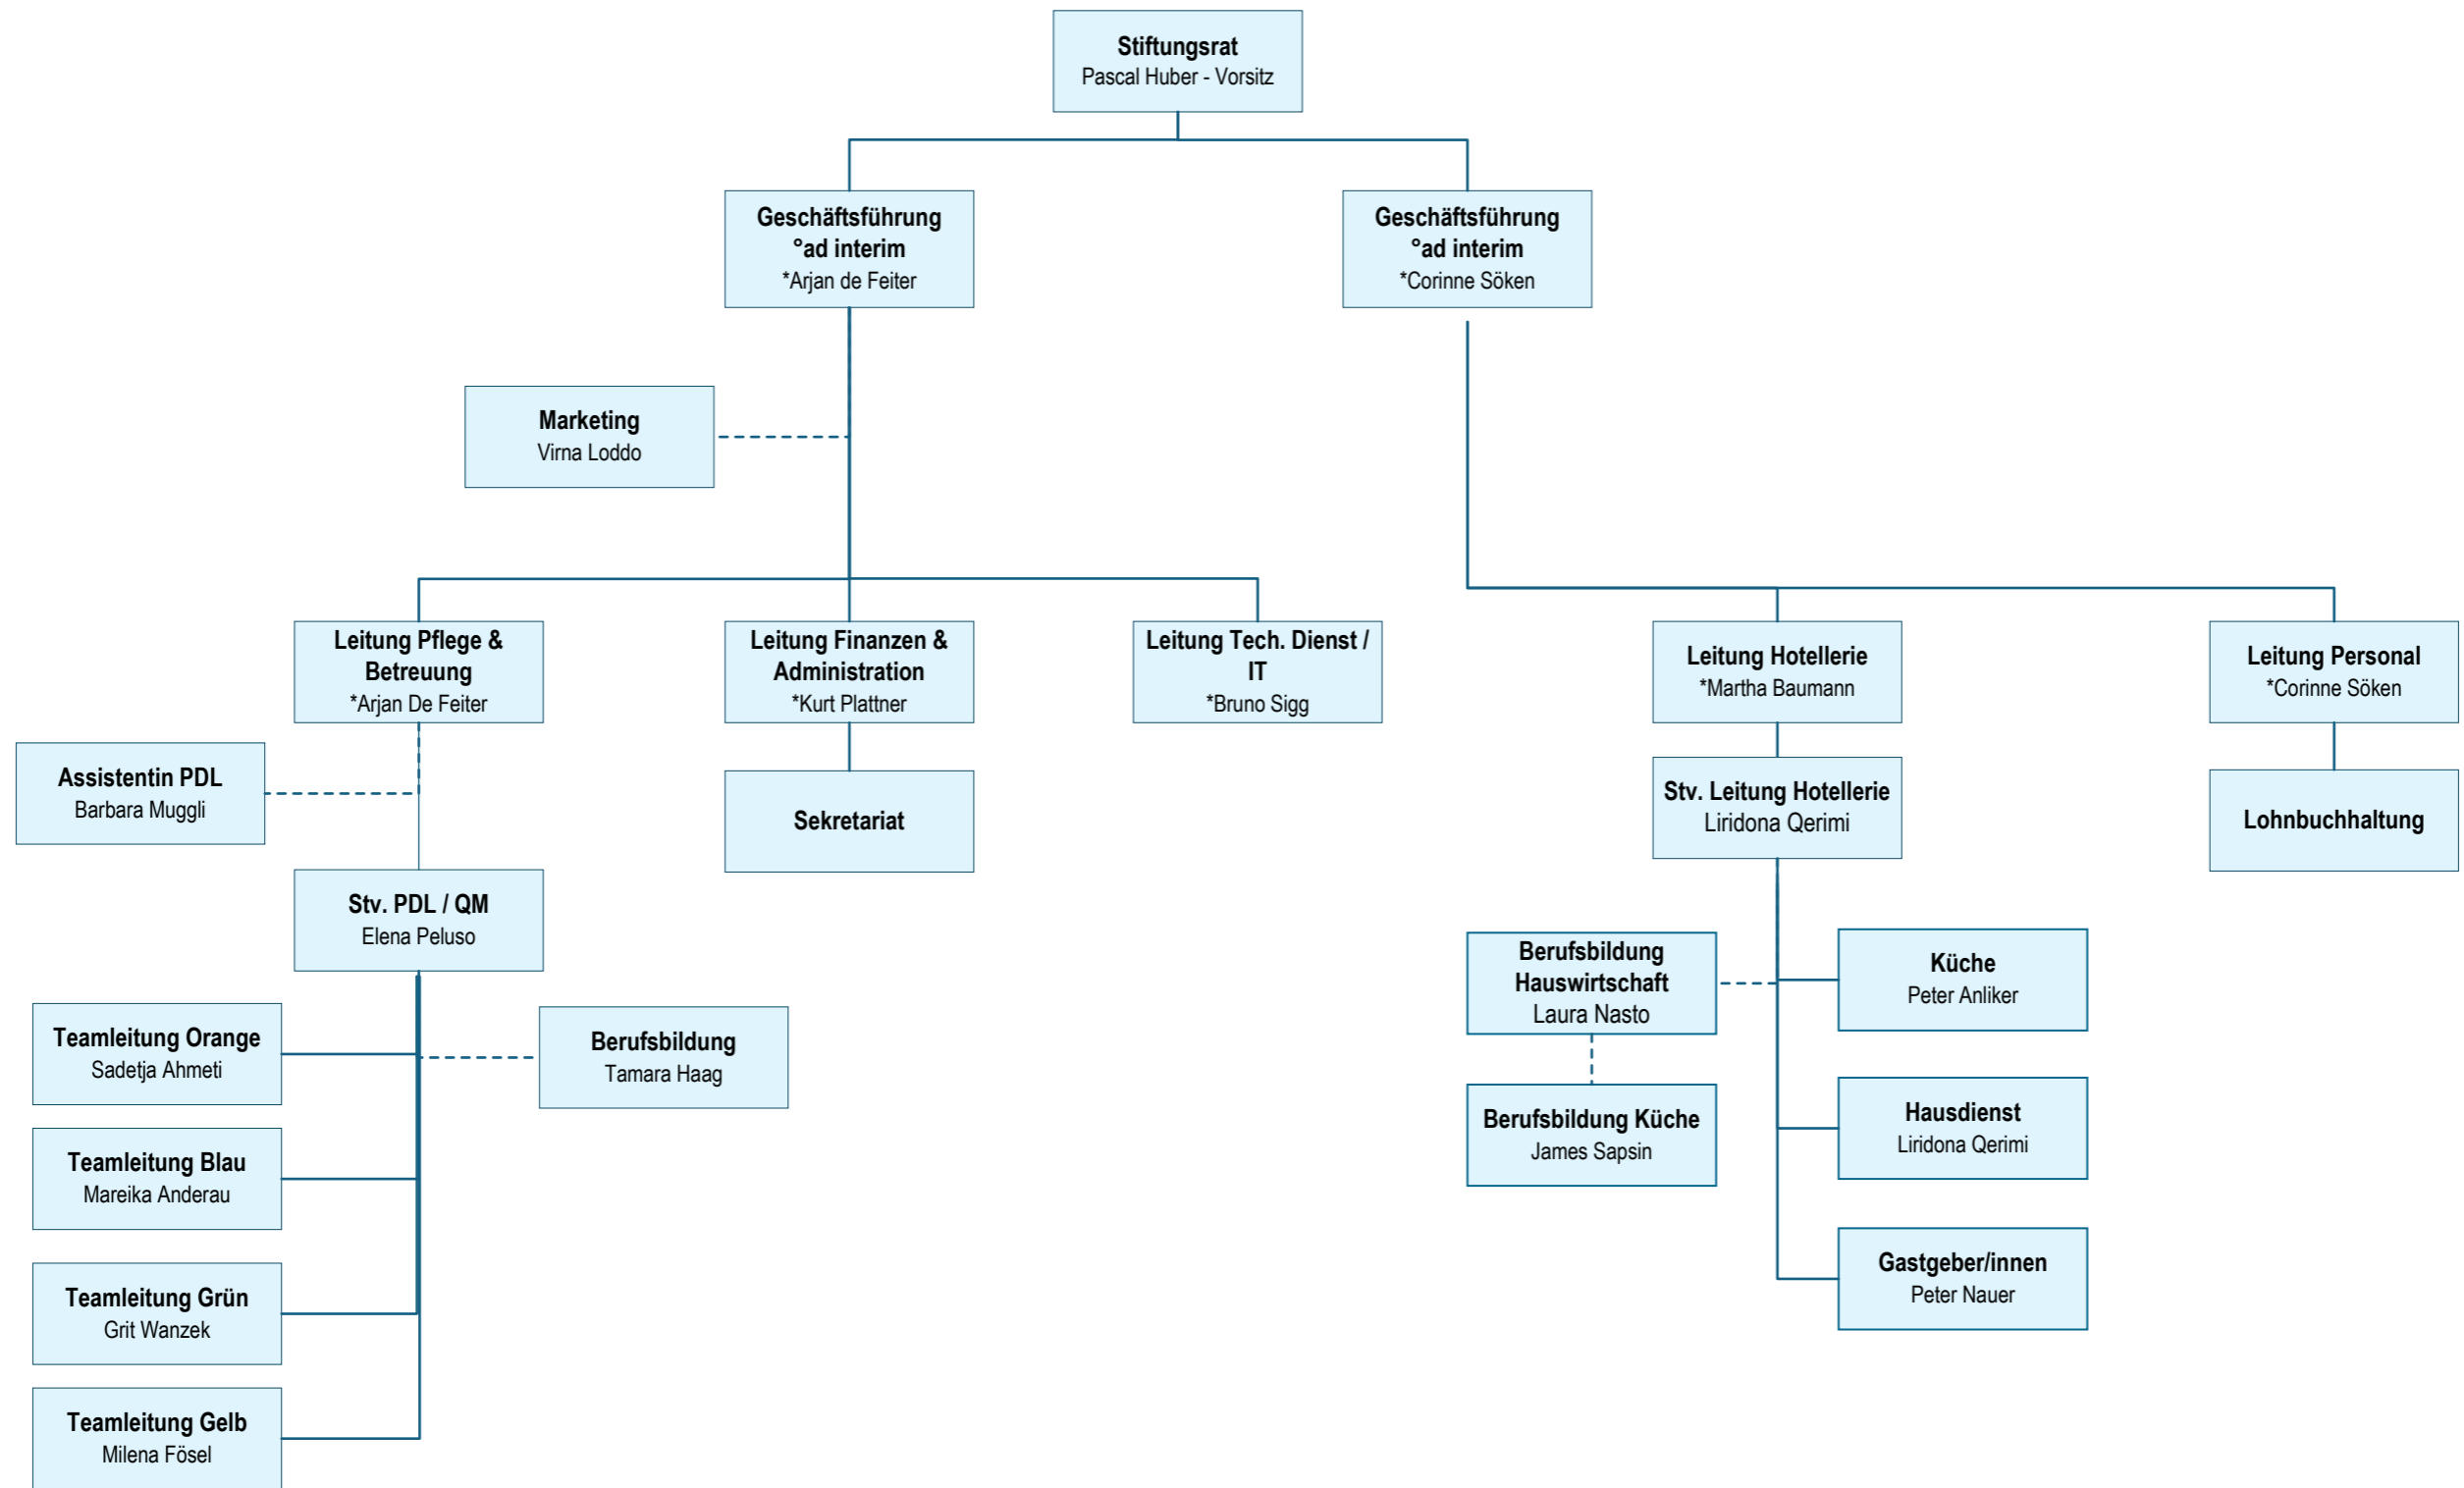 Stiftungsrat
Pascal Huber - Vorsitz
Geschäftsführung
°ad interim
*Arjan de Feiter
Geschäftsführung
°ad interim
*Corinne Söken
Marketing
Virna Loddo
Leitung Pflege &
Betreuung
*Arjan De Feiter
Leitung Finanzen &
Administration
*Kurt Plattner
Leitung Tech. Dienst /
IT
*Bruno Sigg
Leitung Hotellerie
*Martha Baumann
Leitung Personal
*Corinne Söken
Assistentin PDL
Barbara Muggli
Sekretariat
Stv. Leitung Hotellerie
Liridona Qerimi
Lohnbuchhaltung
Stv. PDL / QM
Elena Peluso
Berufsbildung
Hauswirtschaft
Laura Nasto
Küche
Peter Anliker
Teamleitung Orange
Sadetja Ahmeti
Berufsbildung
Tamara Haag
Berufsbildung Küche
James Sapsin
Hausdienst
Liridona Qerimi
Teamleitung Blau
Mareika Anderau
Gastgeber/innen
Peter Nauer
Teamleitung Grün
Grit Wanzek
Teamleitung Gelb
Milena Fösel